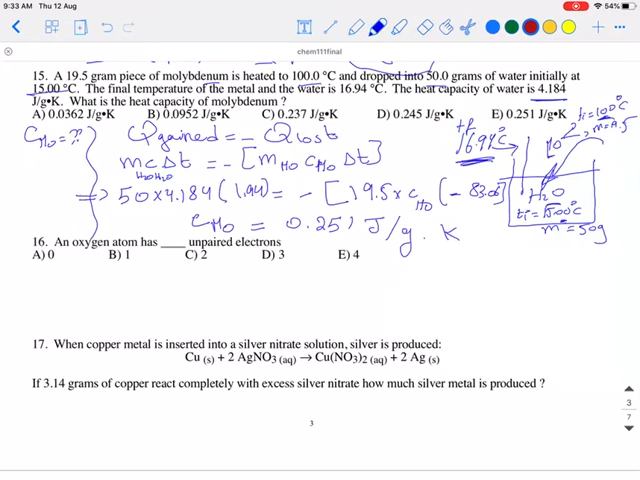 9:33 AM Thu 12 Aug
54%
chem111final
15. A 19.5 gram piece of molybdenum is heated to 100.0 °C and dropped into 50.0 grams of water initially at
15.00 °C. The final temperature of the metal and the water is 16.94 °C. The heat capacity of water is 4.184
J/g•K. What is the heat capacity of molybdenum ?
A) 0.0362 J/g•K B) 0.0952 J/g•K C) 0.237 J/g•K D) 0.245 J/g•K E) 0.251 J/g•K
ti=100°C
tf
16.94°C
CMo = ??
Qgained = - Qlost
Mo
m c Δt = - [mMo CMo Δt]
H2O H2O
=> 50 x 4.184 (1.94) = - [19.5 x cMo (- 83.06)]
H2O
ti=15.00°C
m = 50g
CMo = 0.251 J/g . K
16. An oxygen atom has ____ unpaired electrons
A) 0 B) 1 C) 2 D) 3 E) 4
17. When copper metal is inserted into a silver nitrate solution, silver is produced:
Cu (s) + 2 AgNO3 (aq) → Cu(NO3)2 (aq) + 2 Ag (s)
If 3.14 grams of copper react completely with excess silver nitrate how much silver metal is produced ?
3
3
7